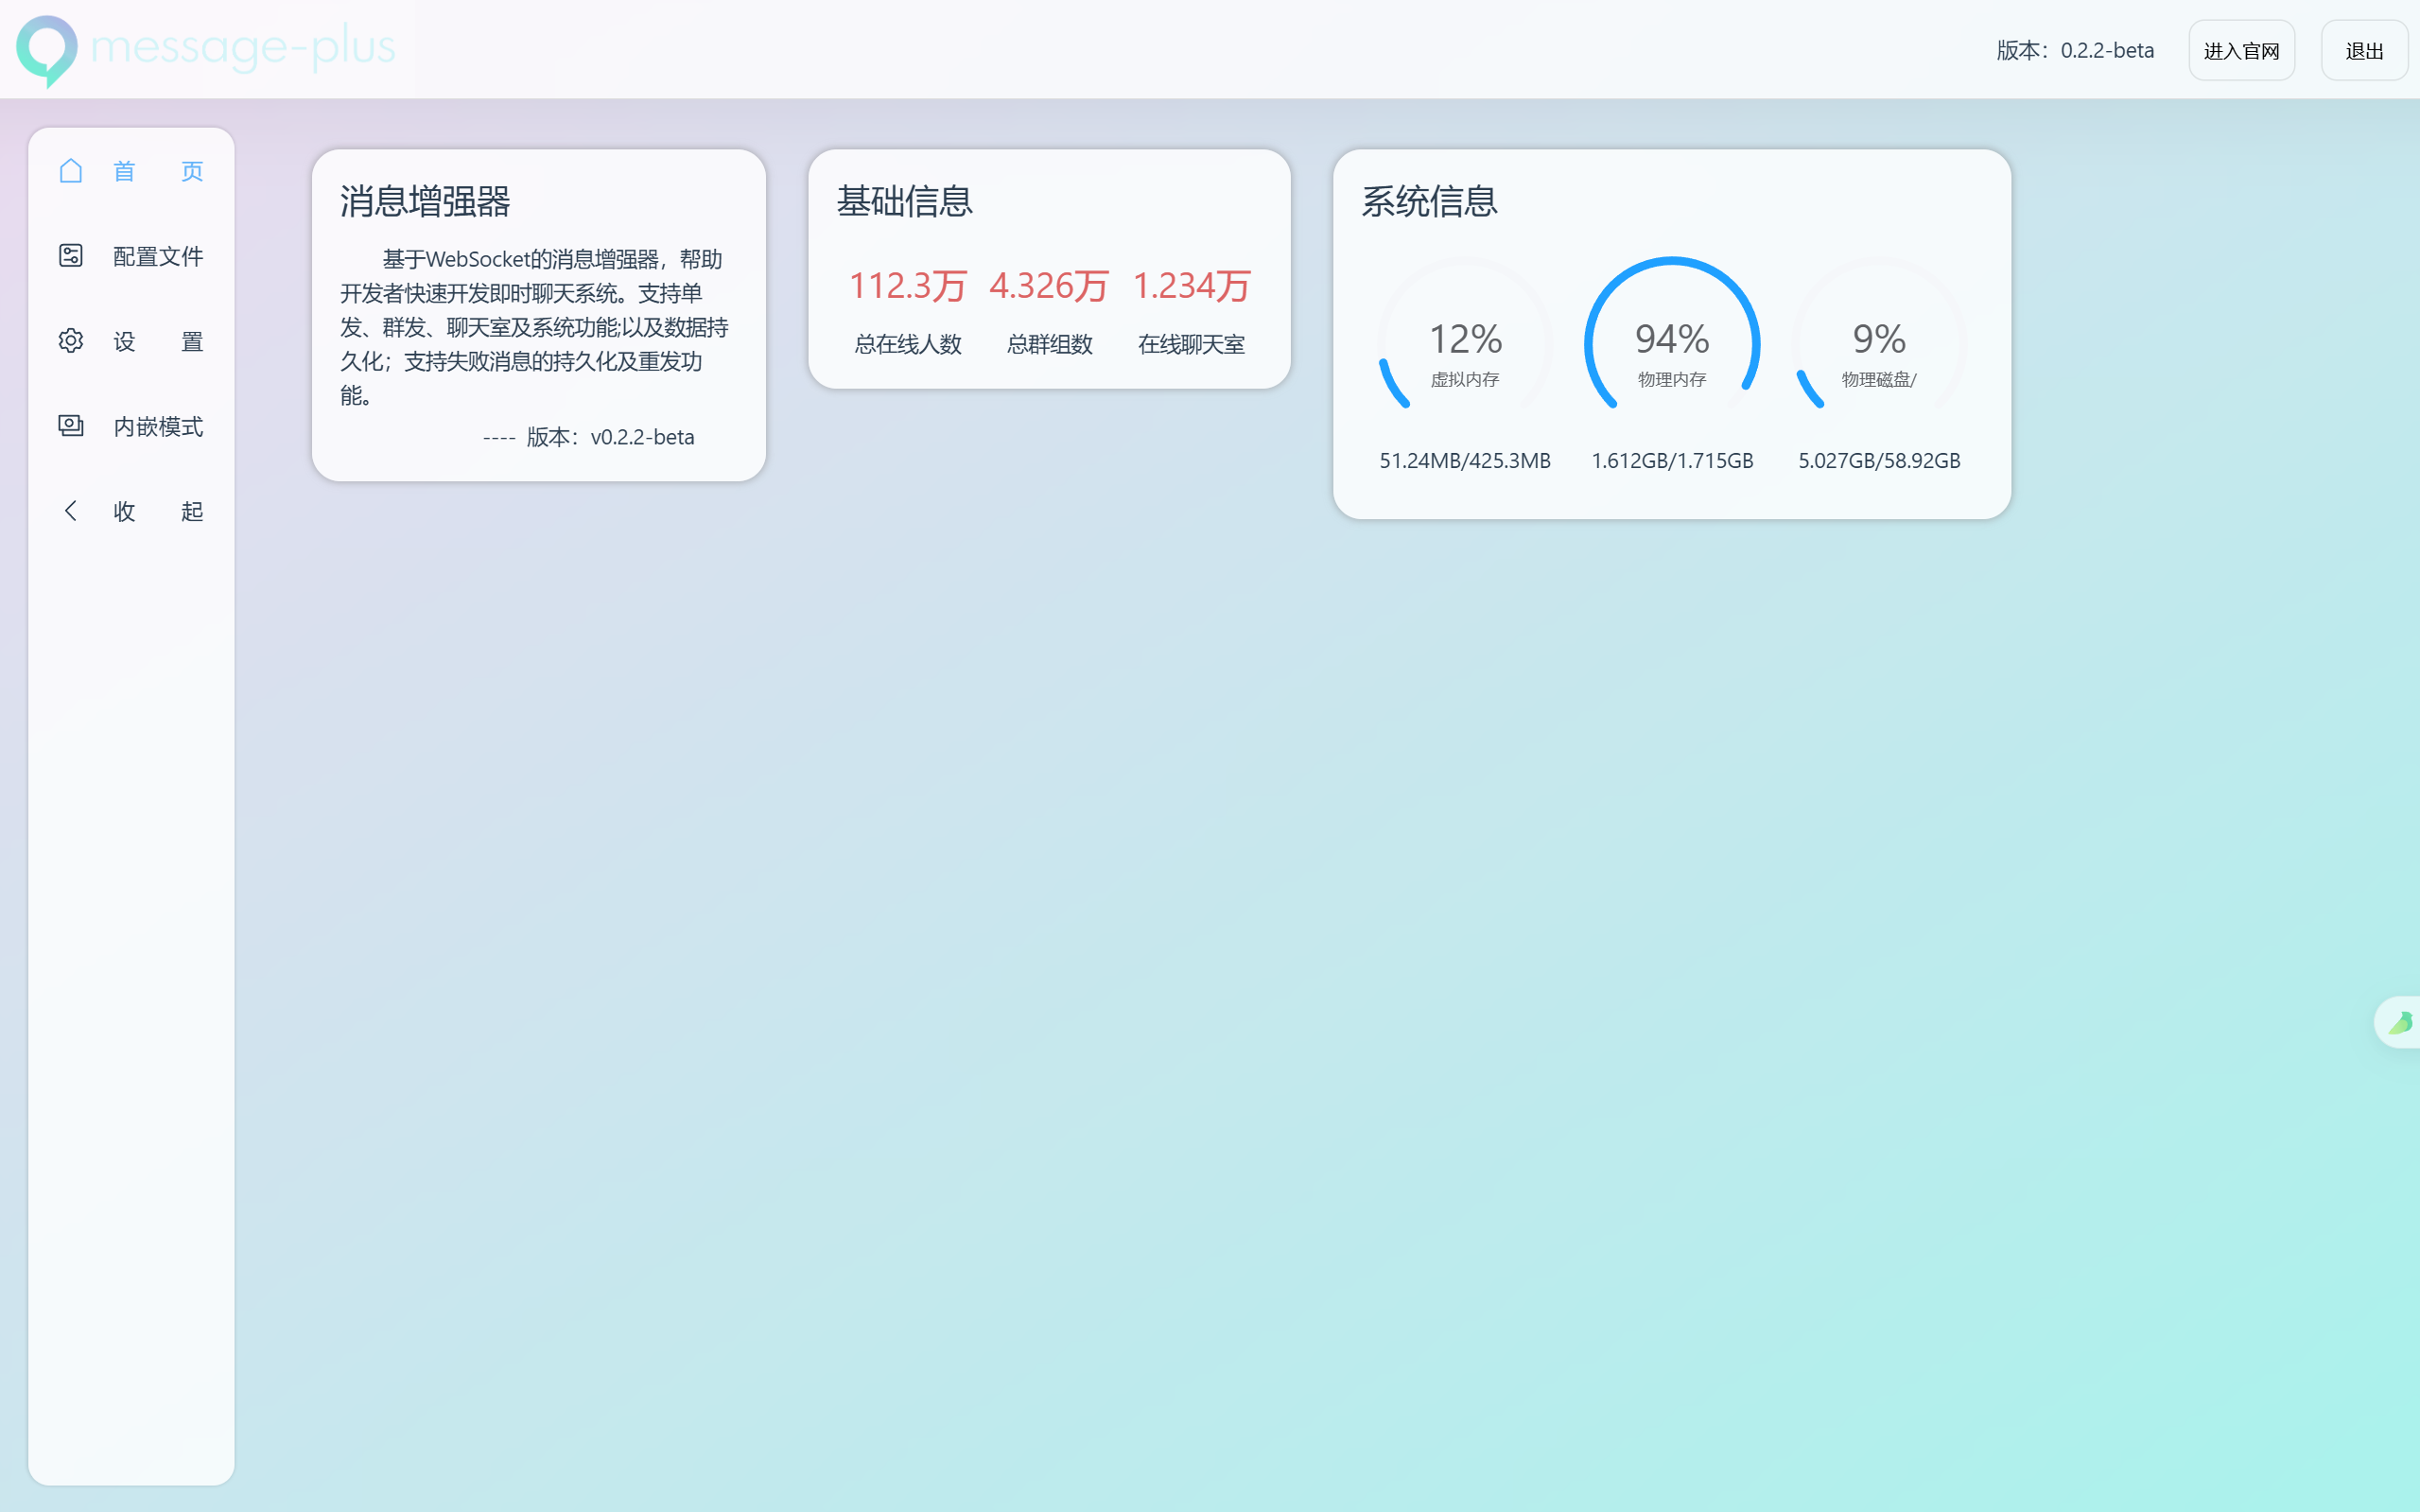 message-plus
版本：0.2.2-beta
进入官网
退出
首 页
配置文件
设 置
内嵌模式
收 起
消息增强器
基于WebSocket的消息增强器，帮助
开发者快速开发即时聊天系统。支持单
发、群发、聊天室及系统功能;以及数据持
久化；支持失败消息的持久化及重发功
能。
---- 版本：v0.2.2-beta
基础信息
112.3万 4.326万 1.234万
总在线人数 总群组数 在线聊天室
系统信息
12% 94% 9%
虚拟内存 物理内存 物理磁盘/
51.24MB/425.3MB 1.612GB/1.715GB 5.027GB/58.92GB